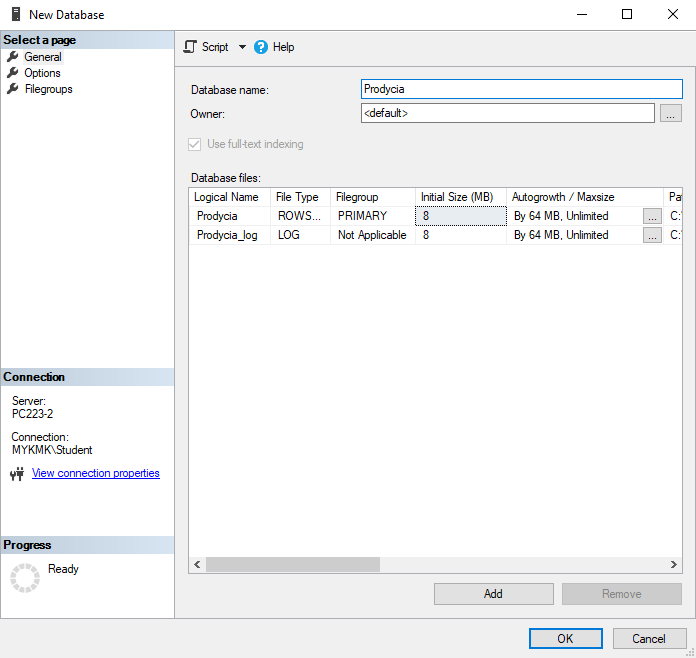 New Database
Select a page
General
Options
Filegroups
Script
Help
Database name: Prodycia
Owner: <default> ...
Use full-text indexing
Database files:
Logical Name File Type Filegroup Initial Size (MB) Autogrowth / Maxsize Pat
Prodycia ROWS... PRIMARY 8 By 64 MB, Unlimited ... C:\
Prodycia_log LOG Not Applicable 8 By 64 MB, Unlimited ... C:\
Connection
Server:
PC223-2
Connection:
MYKMK\Student
View connection properties
Progress
Ready
Add Remove
OK Cancel